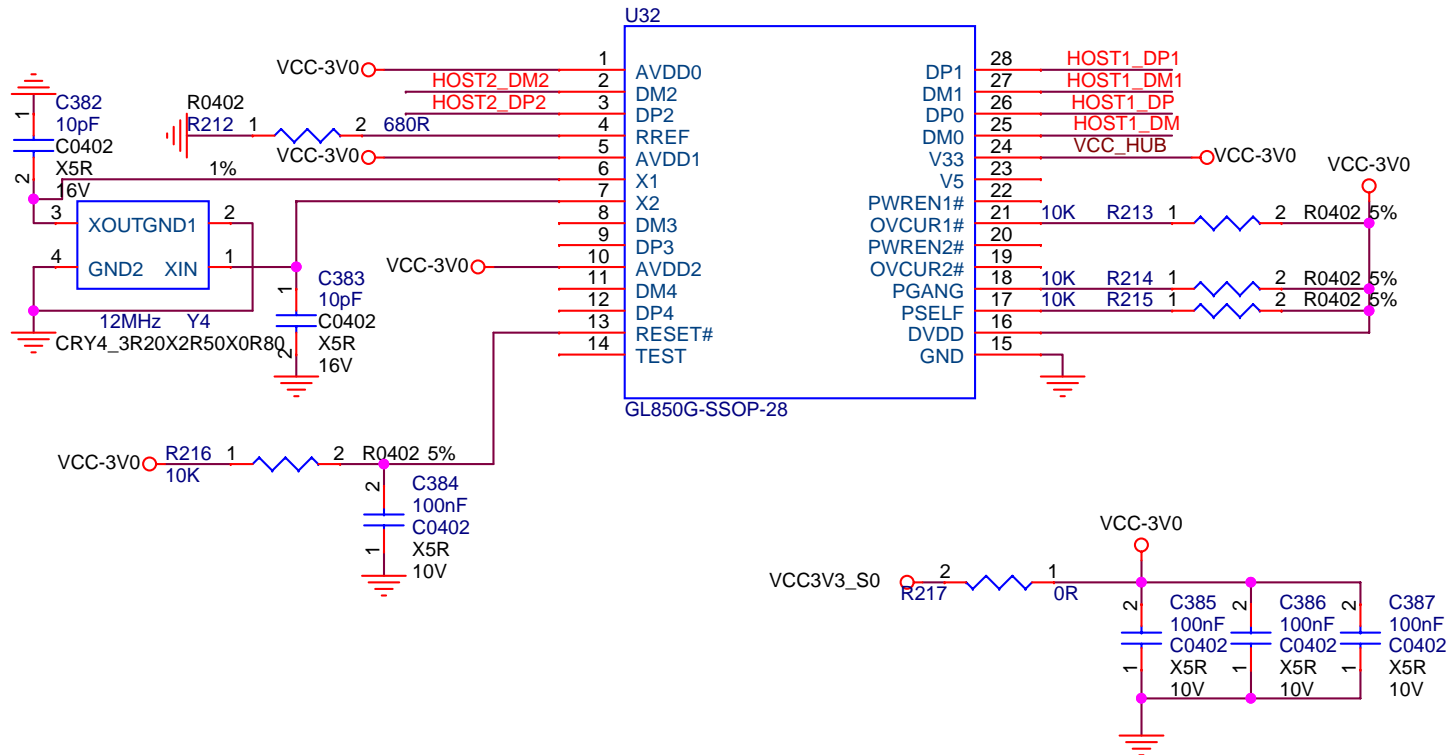 U32
VCC-3V0 1 AVDD0 DP1 28 HOST1_DP1
HOST2_DM2 2 DM2 DM1 27 HOST1_DM1
HOST2_DP2 3 DP2 DP0 26 HOST1_DP
R0402
R212 1 2 680R 4 RREF DM0 25 HOST1_DM
VCC-3V0 5 AVDD1 V33 24 VCC_HUB VCC-3V0
1% 6 X1 V5 23
7 X2 PWREN1# 22
8 DM3 OVCUR1# 21 10K R213 1 2 R0402 5%
9 DP3 PWREN2# 20
VCC-3V0 10 AVDD2 OVCUR2# 19
11 DM4 PGANG 18 10K R214 1 2 R0402 5%
12 DP4 PSELF 17 10K R215 1 2 R0402 5%
13 RESET# DVDD 16
14 TEST GND 15
VCC-3V0
GL850G-SSOP-28
1 C382
10pF
C0402
X5R
2 16V
3 XOUT GND1 2
4 GND2 XIN 1
12MHz Y4
CRY4_3R20X2R50X0R80
1 C383
10pF
C0402
X5R
2 16V
VCC-3V0 R216 1 2 R0402 5%
10K
2 C384
100nF
C0402
1 X5R
10V
VCC-3V0
VCC3V3_S0 2 1
R217 0R
2 C385 2 C386 2 C387
100nF 100nF 100nF
C0402 C0402 C0402
1 X5R 1 X5R 1 X5R
10V 10V 10V